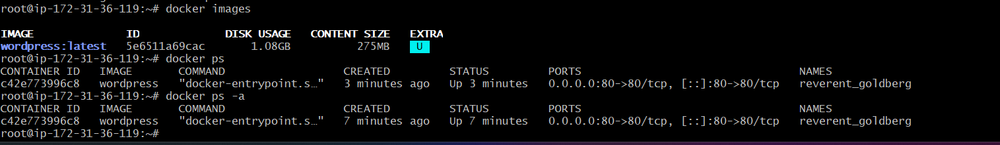 root@ip-172-31-36-119:~# docker images
IMAGE ID DISK USAGE CONTENT SIZE EXTRA
wordpress:latest 5e6511a69cac 1.08GB 275MB U
root@ip-172-31-36-119:~# docker ps
CONTAINER ID IMAGE COMMAND CREATED STATUS PORTS NAMES
c42e773996c8 wordpress "docker-entrypoint.s…" 3 minutes ago Up 3 minutes 0.0.0.0:80->80/tcp, [::]:80->80/tcp reverent_goldberg
root@ip-172-31-36-119:~# docker ps -a
CONTAINER ID IMAGE COMMAND CREATED STATUS PORTS NAMES
c42e773996c8 wordpress "docker-entrypoint.s…" 7 minutes ago Up 7 minutes 0.0.0.0:80->80/tcp, [::]:80->80/tcp reverent_goldberg
root@ip-172-31-36-119:~#